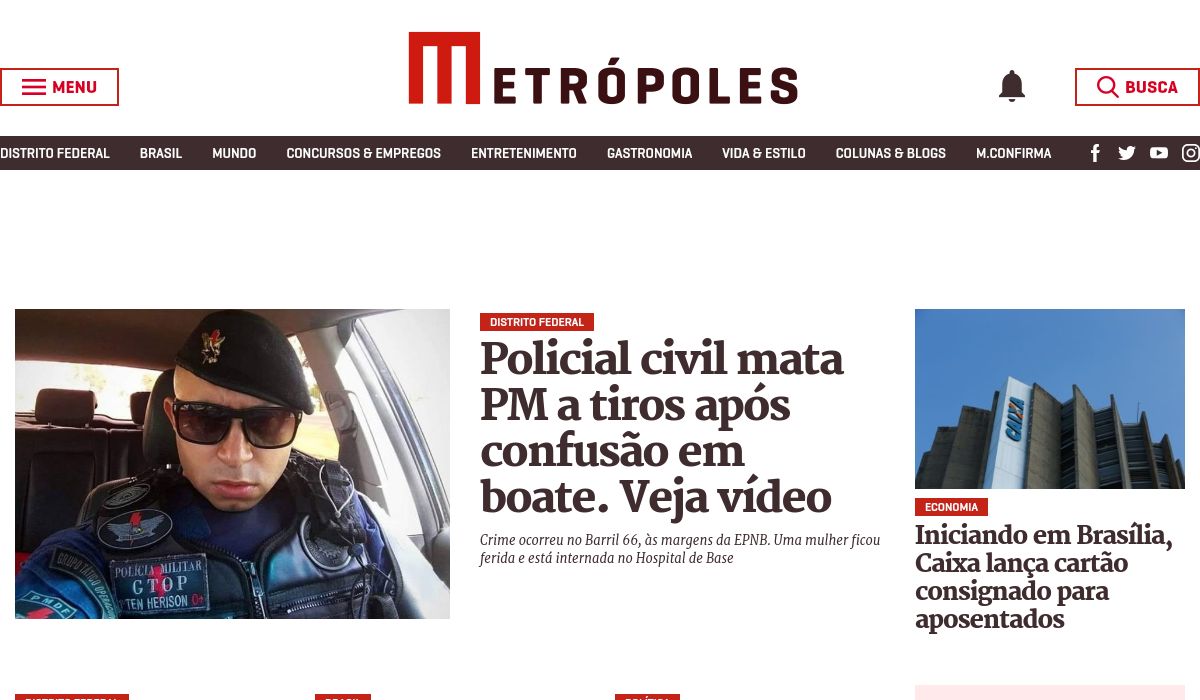 MENU
METRÓPOLES
BUSCA
DISTRITO FEDERAL BRASIL MUNDO CONCURSOS & EMPREGOS ENTRETENIMENTO GASTRONOMIA VIDA & ESTILO COLUNAS & BLOGS M.CONFIRMA
POLÍCIA MILITAR
GTOP
TEN HERISON O+
PMDF
DISTRITO FEDERAL
Policial civil mata
PM a tiros após
confusão em
boate. Veja vídeo
Crime ocorreu no Barril 66, às margens da EPNB. Uma mulher ficou
ferida e está internada no Hospital de Base
CAIXA
ECONOMIA
Iniciando em Brasília,
Caixa lança cartão
consignado para
aposentados